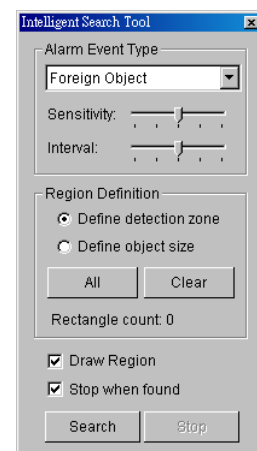 Intelligent Search Tool
Alarm Event Type
Foreign Object
Sensitivity:
Interval:
Region Definition
Define detection zone
Define object size
All Clear
Rectangle count: 0
Draw Region
Stop when found
Search Stop